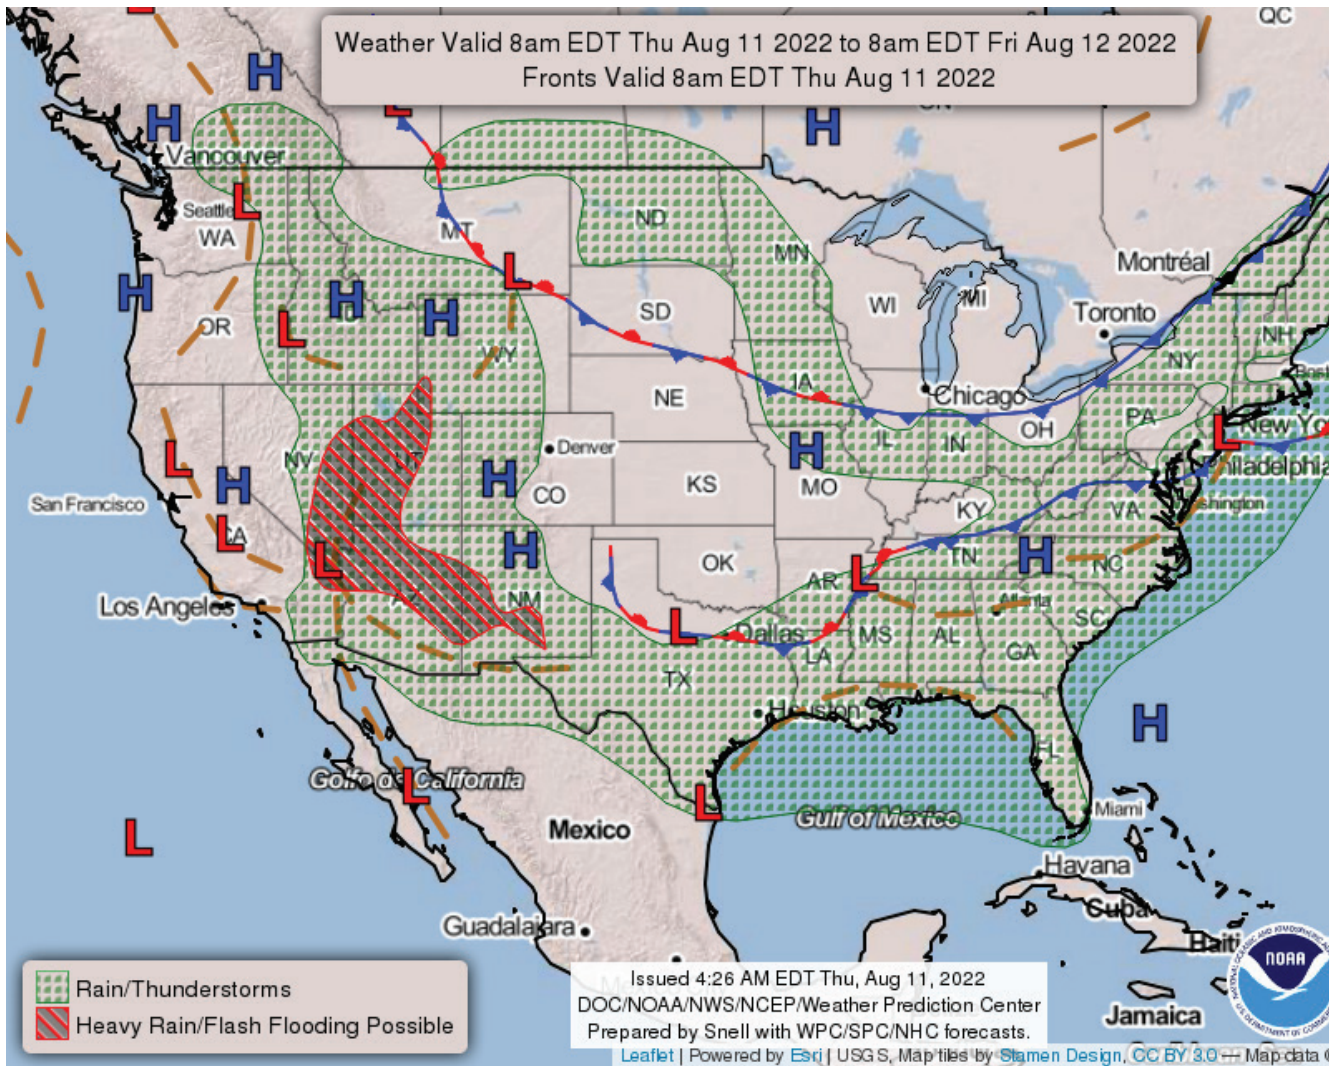 QC
Weather Valid 8am EDT Thu Aug 11 2022 to 8am EDT Fri Aug 12 2022
Fronts Valid 8am EDT Thu Aug 11 2022
H
H
L
H
Vancouver
L
Seattle
WA
MT
ND
MN
Montréal
H
L
H
H
OR
L
WY
SD
WI
MI
Toronto
NH
NY
IA
NE
Chicago
PA
OH
IL
IN
New Yo
L
Philadelphia
L
NV
UT
Denver
H
H
H
CO
KS
MO
San Francisco
KY
VA
shington
L
CA
L
H
OK
TN
H
NC
L
AR
AZ
NM
Los Angeles
Atlanta
L
Dallas
MS
AL
SC
LA
GA
TX
Houston
H
FL
Golfo de California
L
L
Miami
Gulf of Mexico
L
Mexico
Havana
Cuba
Guadalajara
Haiti
NOAA
Jamaica
Rain/Thunderstorms
Heavy Rain/Flash Flooding Possible
Issued 4:26 AM EDT Thu, Aug 11, 2022
DOC/NOAA/NWS/NCEP/Weather Prediction Center
Prepared by Snell with WPC/SPC/NHC forecasts.
Leaflet | Powered by Esri | USGS, Map tiles by Stamen Design, CC BY 3.0 — Map data ©